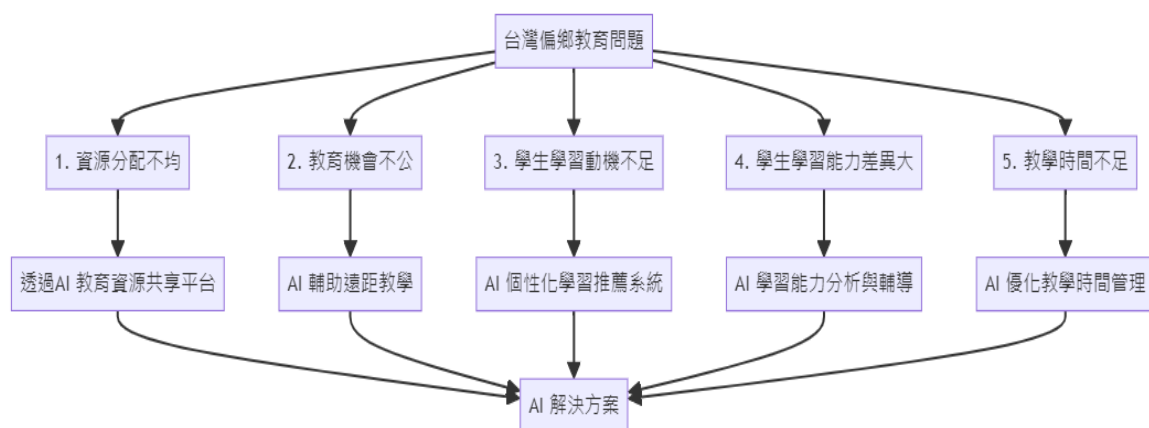 台灣偏鄉教育問題
1. 資源分配不均
2. 教育機會不公
3. 學生學習動機不足
4. 學生學習能力差異大
5. 教學時間不足
透過AI 教育資源共享平台
AI 輔助遠距教學
AI 個性化學習推薦系統
AI 學習能力分析與輔導
AI 優化教學時間管理
AI 解決方案